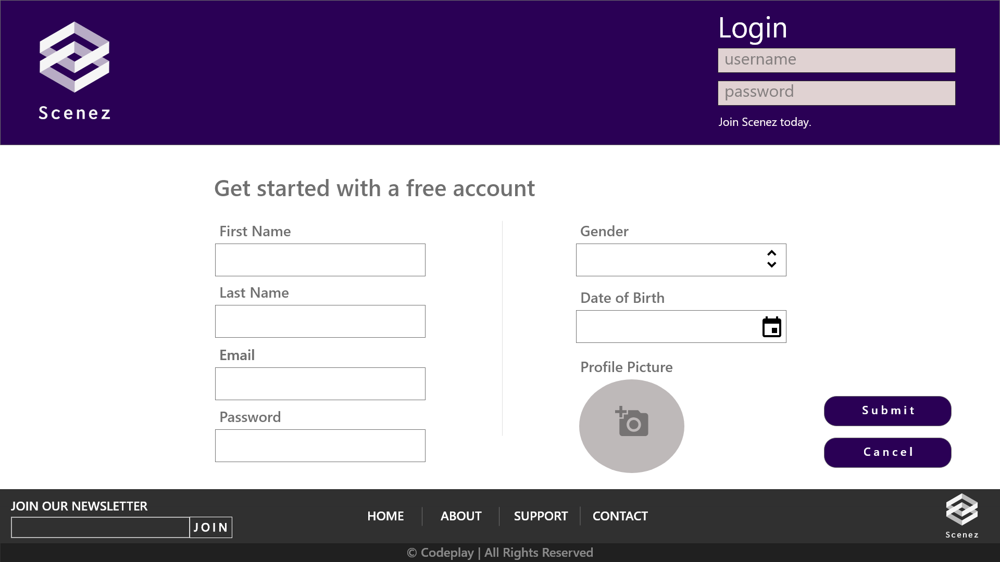 Scenez
Login
username
password
Join Scenez today.
Get started with a free account
First Name
Last Name
Email
Password
Gender
Date of Birth
Profile Picture
Submit
Cancel
JOIN OUR NEWSLETTER
JOIN
HOME
ABOUT
SUPPORT
CONTACT
Scenez
© Codeplay | All Rights Reserved